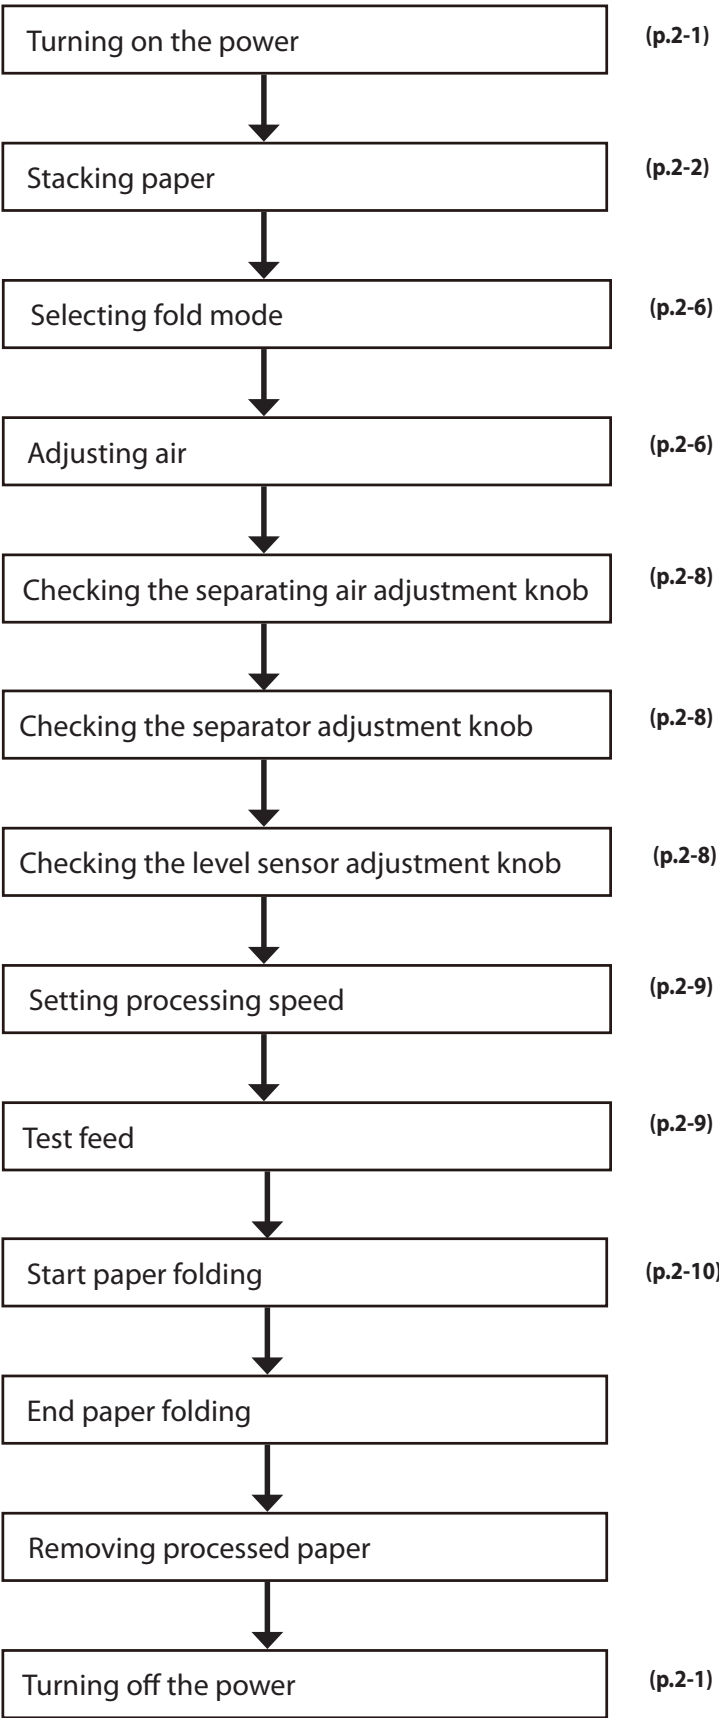 Turning on the power (p.2-1)
Stacking paper (p.2-2)
Selecting fold mode (p.2-6)
Adjusting air (p.2-6)
Checking the separating air adjustment knob (p.2-8)
Checking the separator adjustment knob (p.2-8)
Checking the level sensor adjustment knob (p.2-8)
Setting processing speed (p.2-9)
Test feed (p.2-9)
Start paper folding (p.2-10)
End paper folding
Removing processed paper
Turning off the power (p.2-1)